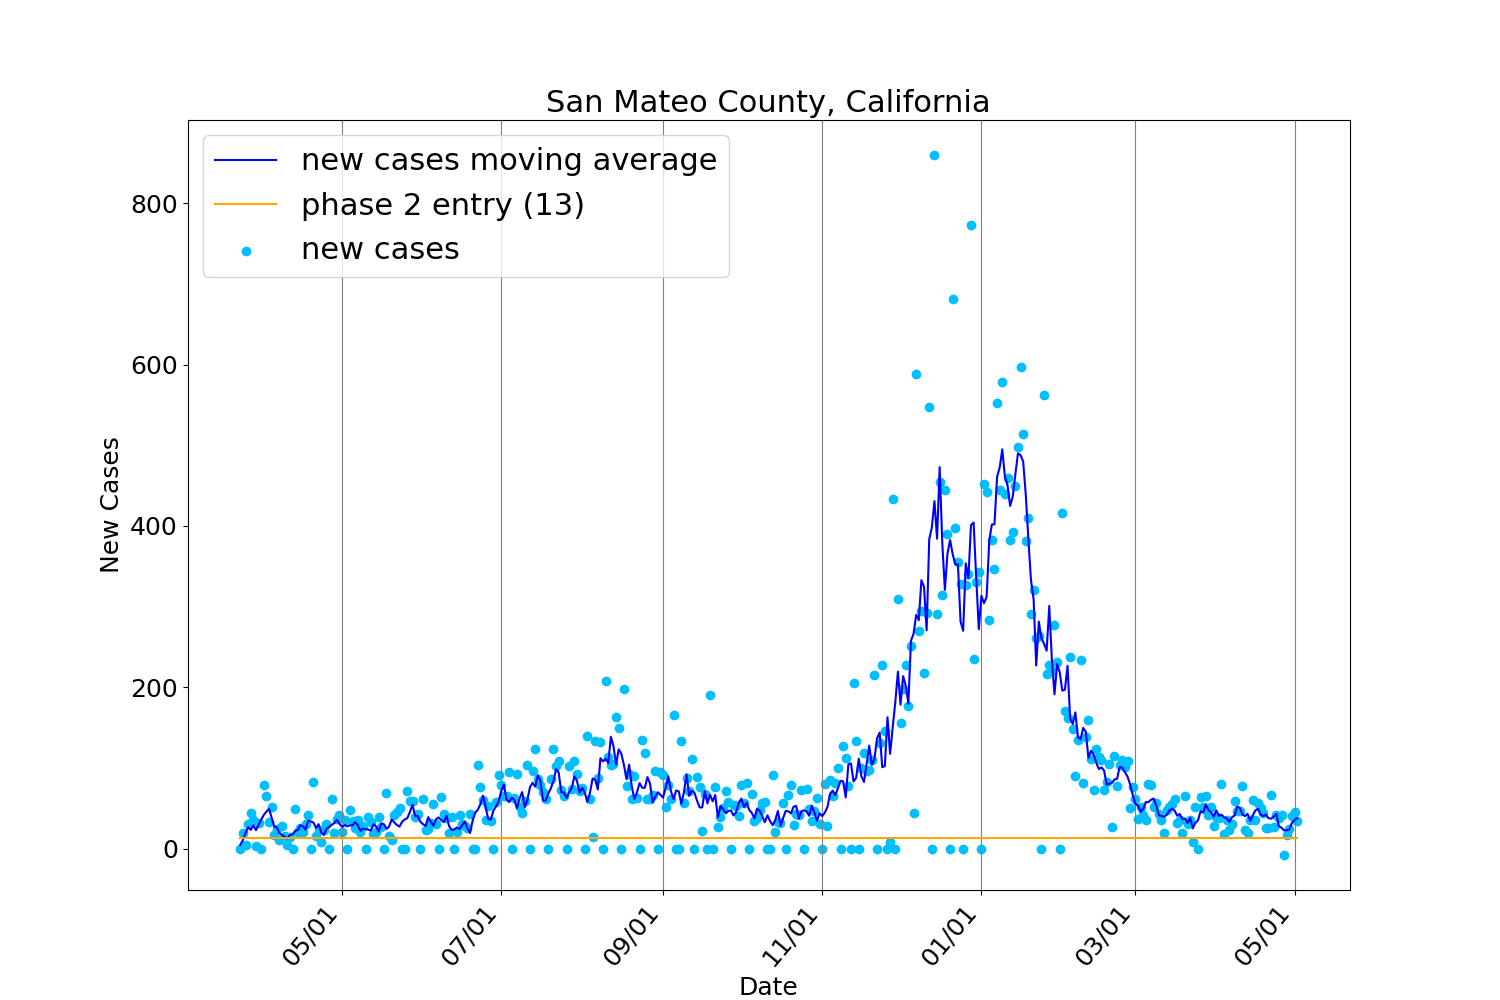 San Mateo County, California
new cases moving average
phase 2 entry (13)
new cases
800
600
400
200
0
New Cases
05/01
07/01
09/01
11/01
01/01
03/01
05/01
Date